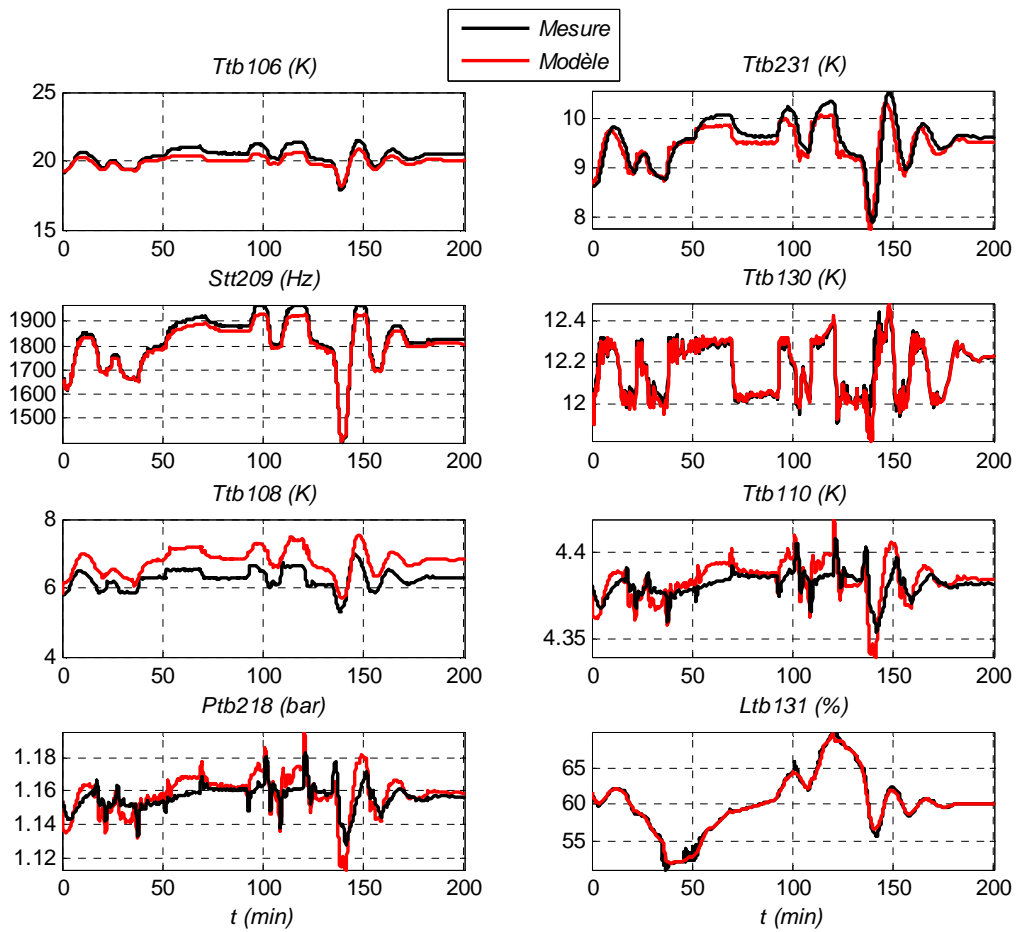 Mesure
Modèle
Ttb106 (K)
25
20
15
0 50 100 150 200
Ttb231 (K)
10
9
8
0 50 100 150 200
Stt209 (Hz)
1900
1800
1700
1600
1500
0 50 100 150 200
Ttb130 (K)
12.4
12.2
12
0 50 100 150 200
Ttb108 (K)
8
6
4
0 50 100 150 200
Ttb110 (K)
4.4
4.35
0 50 100 150 200
Ptb218 (bar)
1.18
1.16
1.14
1.12
0 50 100 150 200
t (min)
Ltb131 (%)
65
60
55
0 50 100 150 200
t (min)